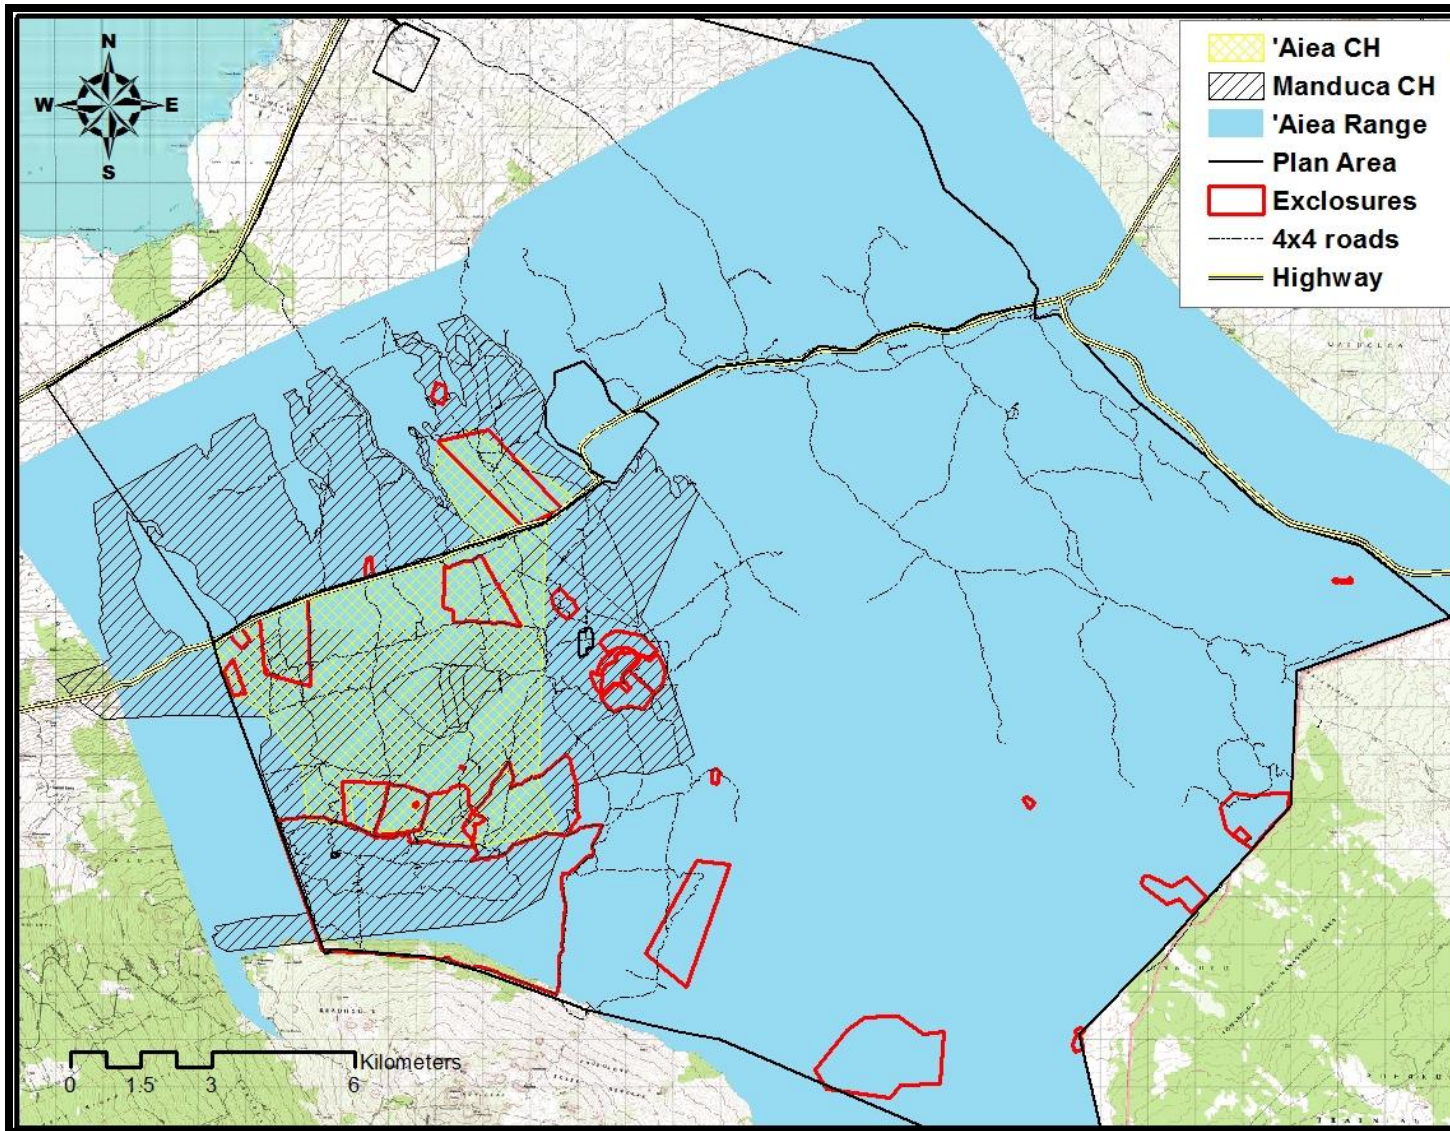 N
W E
S
'Aiea CH
Manduca CH
'Aiea Range
Plan Area
Exclosures
4x4 roads
Highway
Kilometers
0 1.5 3 6